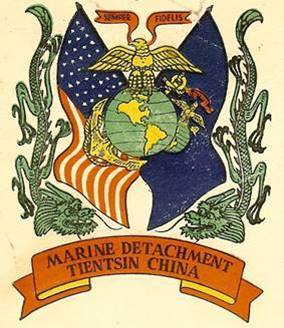 SEMPER FIDELIS
MARINE DETACHMENT
TIENTSIN CHINA